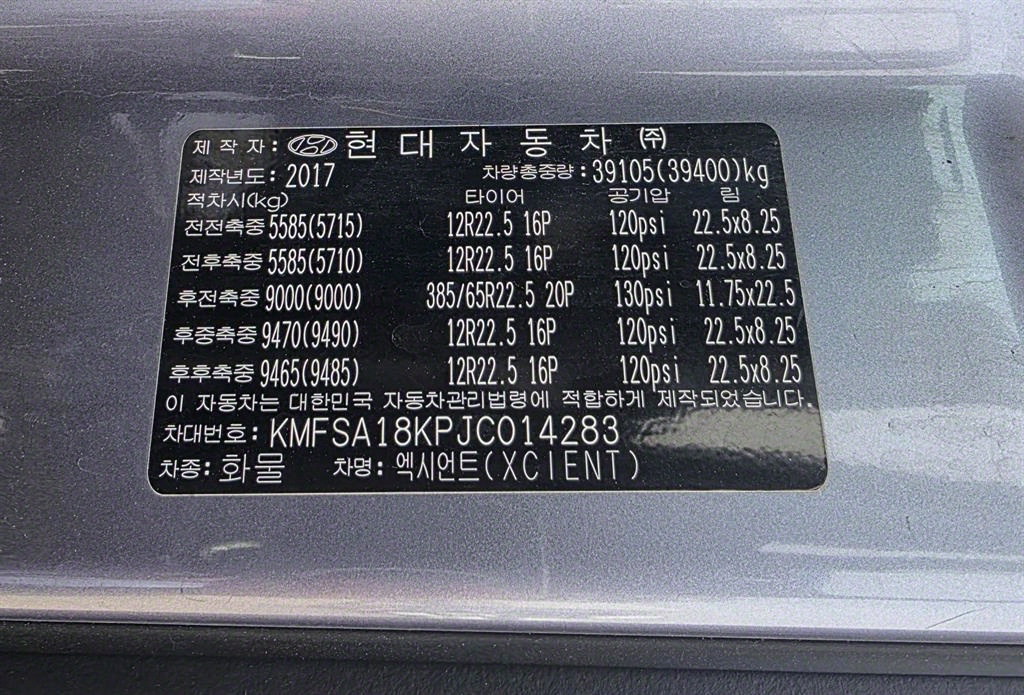 제 작 자 : 현 대 자 동 차 ㈜
제작년도 : 2017 차량총중량 : 39105(39400)kg
적차시(kg) 타이어 공기압 림
전전축중 5585(5715) 12R22.5 16P 120psi 22.5x8.25
전후축중 5585(5710) 12R22.5 16P 120psi 22.5x8.25
후전축중 9000(9000) 385/65R22.5 20P 130psi 11.75x22.5
후중축중 9470(9490) 12R22.5 16P 120psi 22.5x8.25
후후축중 9465(9485) 12R22.5 16P 120psi 22.5x8.25
이 자동차는 대한민국 자동차관리법령에 적합하게 제작되었습니다.
차대번호: KMFSA18KPJC014283
차종: 화물 차명: 엑시언트(XCIENT)